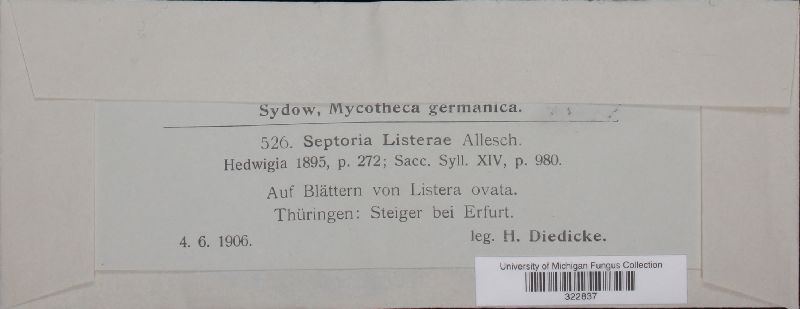 Sydow, Mycotheca germanica.
526. Septoria Listerae Allesch.
Hedwigia 1895, p. 272; Sacc. Syll. XIV, p. 980.
Auf Blättern von Listera ovata.
Thüringen: Steiger bei Erfurt.
4. 6. 1906. leg. H. Diedicke.
University of Michigan Fungus Collection
322837